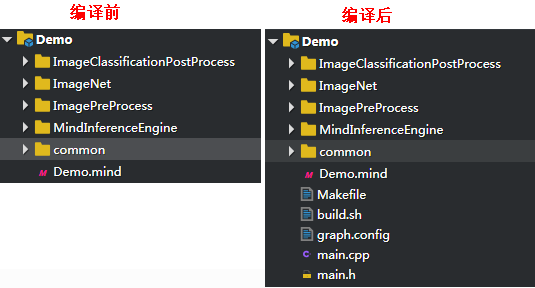 编译前
Demo
ImageClassificationPostProcess
ImageNet
ImagePreProcess
MindInferenceEngine
common
Demo.mind
编译后
Demo
ImageClassificationPostProcess
ImageNet
ImagePreProcess
MindInferenceEngine
common
Demo.mind
Makefile
build.sh
graph.config
main.cpp
main.h